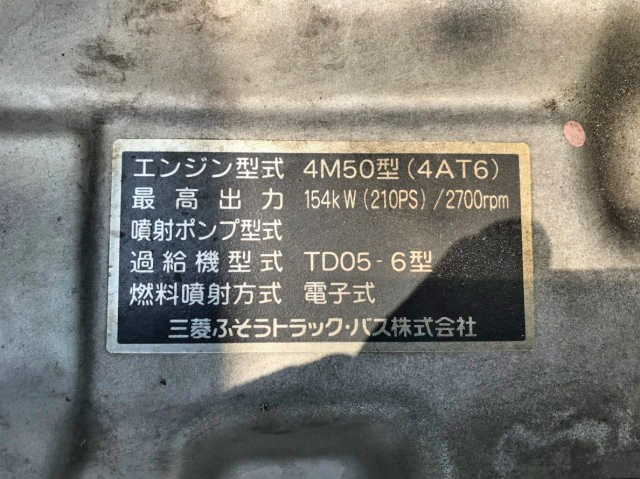 エンジン型式 4M50型(4AT6)
最高出力 154kW(210PS)/2700rpm
噴射ポンプ型式
過給機型式 TD05-6型
燃料噴射方式 電子式
三菱ふそうトラック・バス株式会社